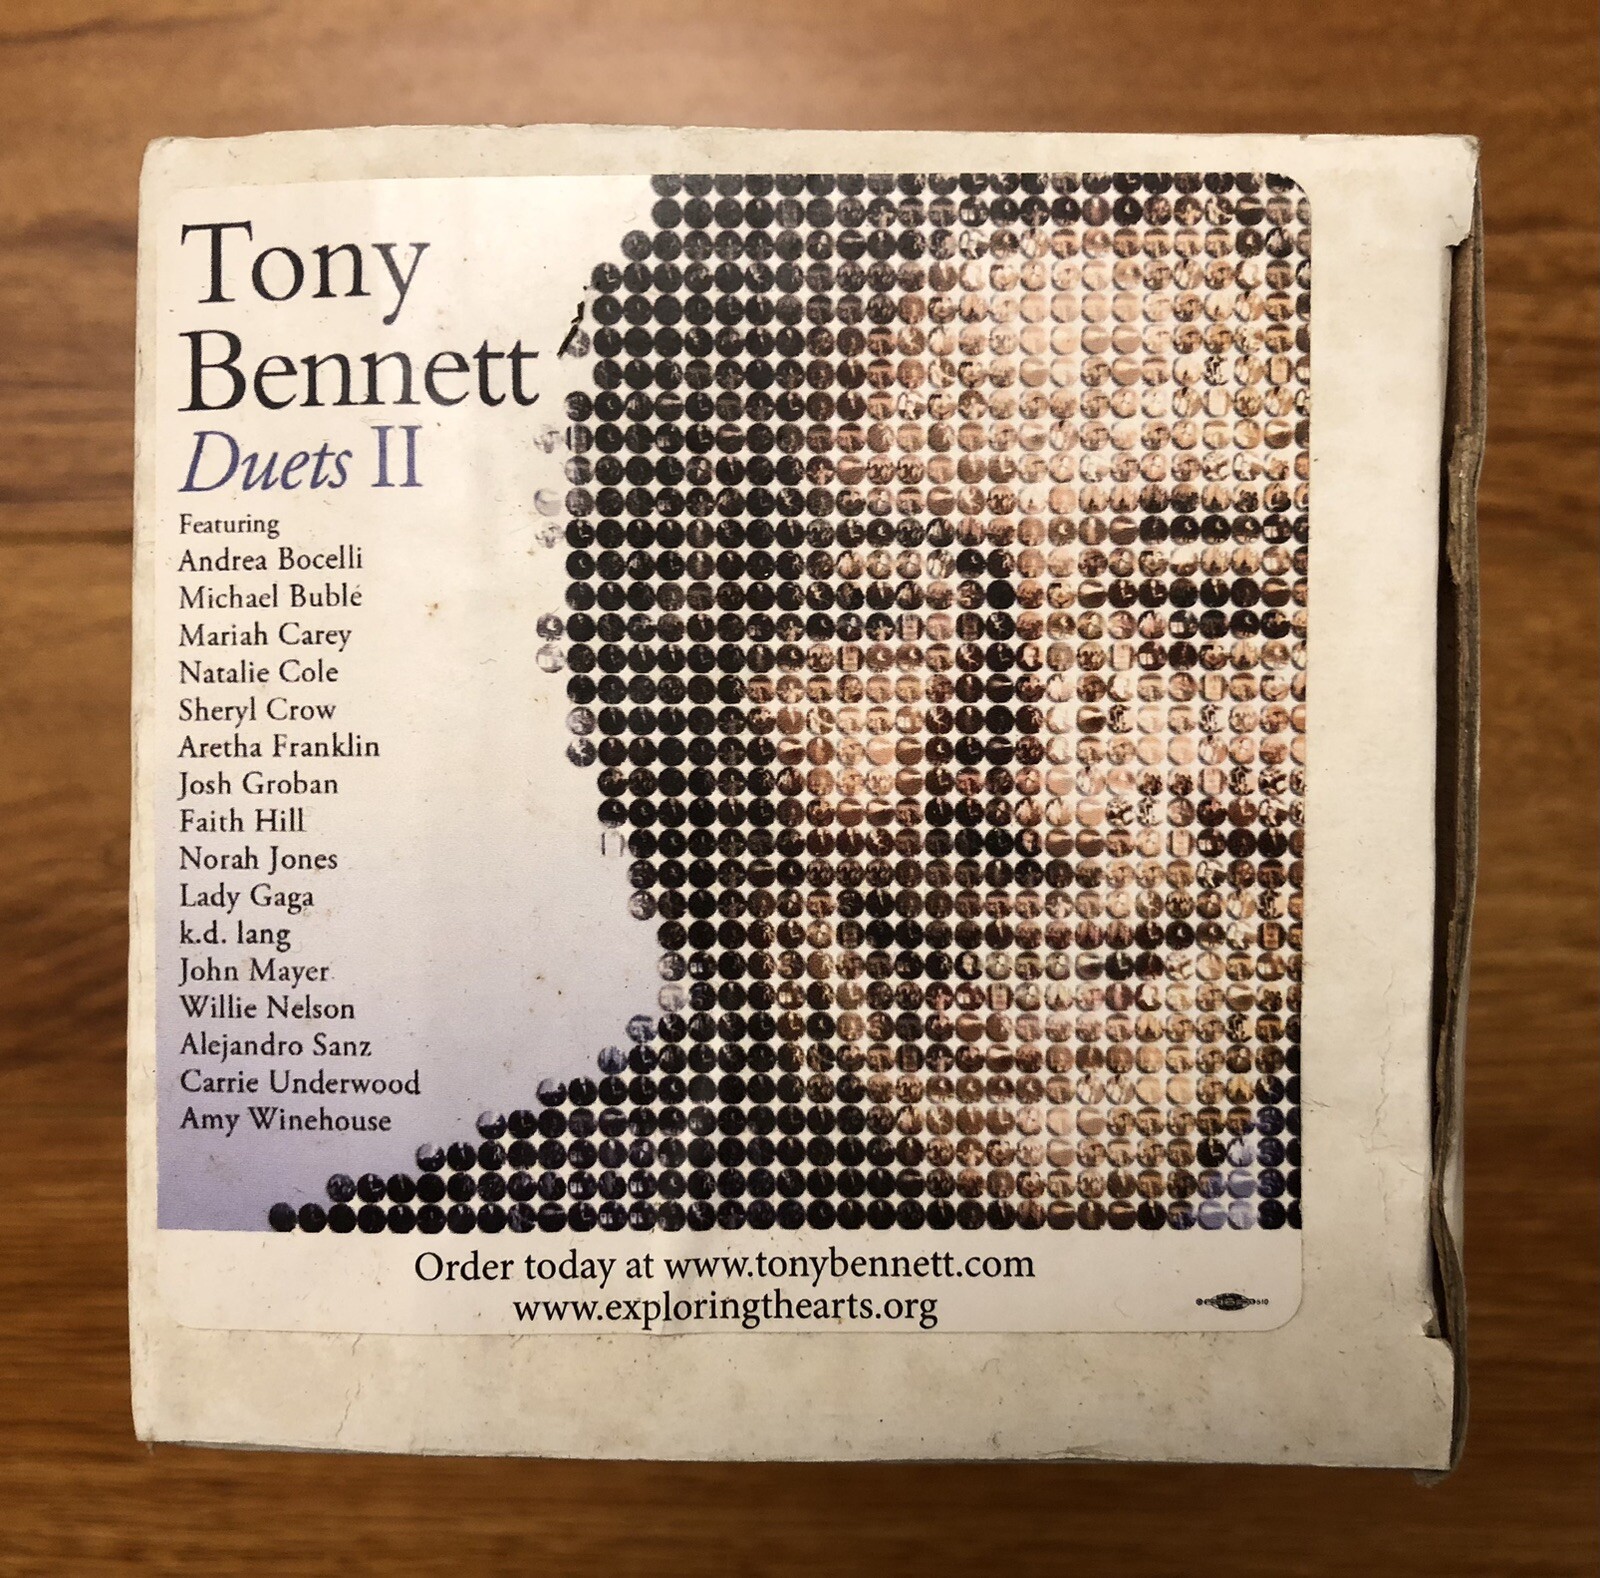 Tony
Bennett
Duets II
Featuring
Andrea Bocelli
Michael Bublé
Mariah Carey
Natalie Cole
Sheryl Crow
Aretha Franklin
Josh Groban
Faith Hill
Norah Jones
Lady Gaga
k.d. lang
John Mayer
Willie Nelson
Alejandro Sanz
Carrie Underwood
Amy Winehouse
Order today at www.tonybennett.com
www.exploringthearts.org